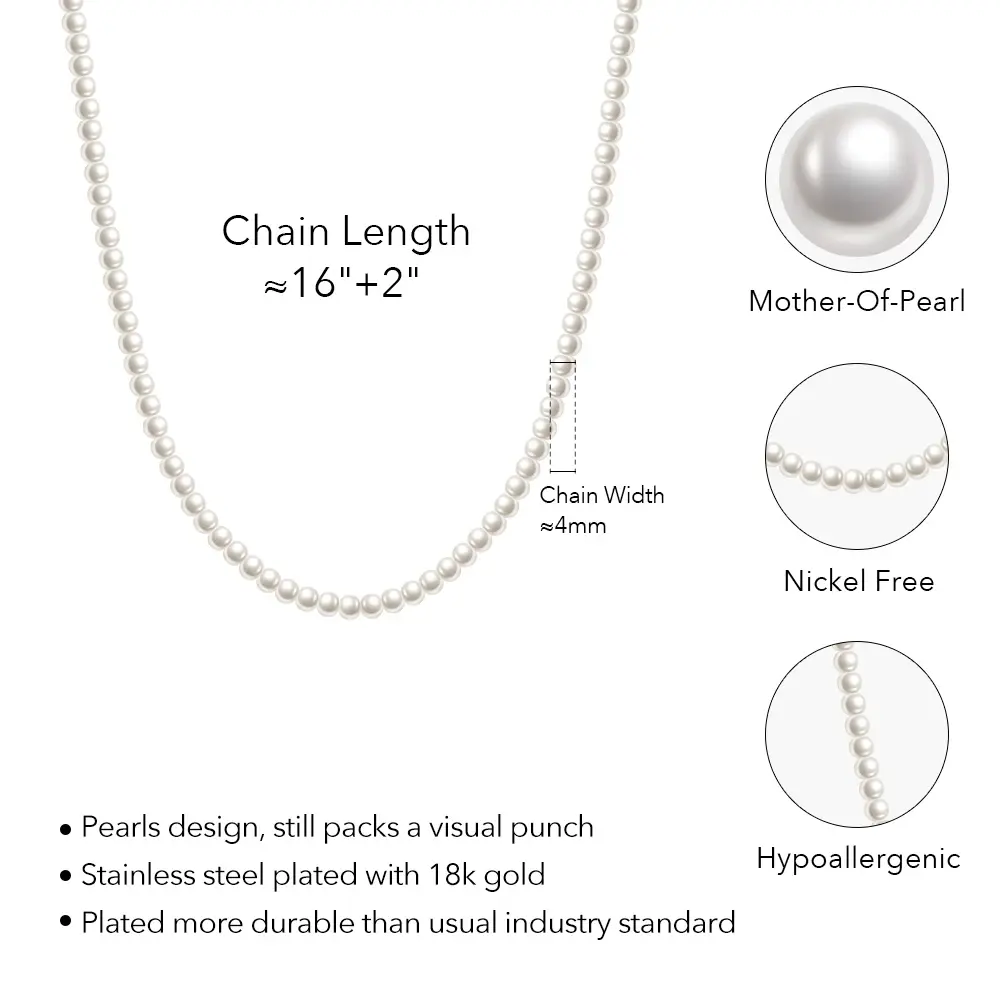 Chain Length
≈16"+2"
Mother-Of-Pearl
Chain Width
≈4mm
Nickel Free
Hypoallergenic
• Pearls design, still packs a visual punch
• Stainless steel plated with 18k gold
• Plated more durable than usual industry standard